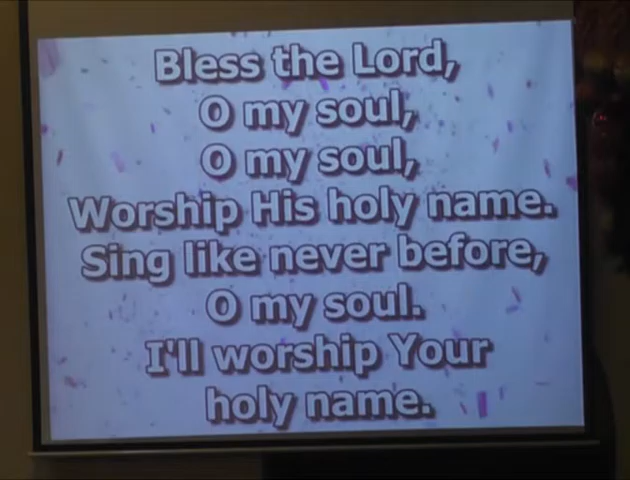 Bless the Lord,
O my soul,
O my soul,
Worship His holy name.
Sing like never before,
O my soul.
I'll worship Your
holy name.